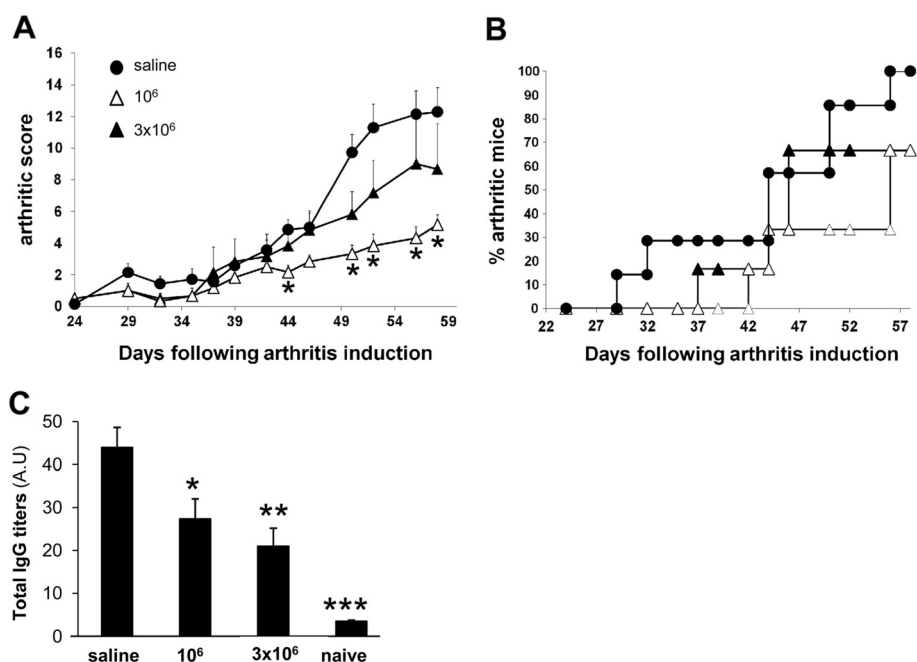 A
arthritic score
16
14
12
10
8
6
4
2
0
saline
10⁶
3x10⁶
*
*
*
*
*
24 29 34 39 44 49 54 59
Days following arthritis induction
B
% arthritic mice
100
90
80
70
60
50
40
30
20
10
0
22 27 32 37 42 47 52 57
Days following arthritis induction
C
Total IgG titers (A.U)
50
40
30
20
10
0
*
**
***
saline 10⁶ 3x10⁶ naive